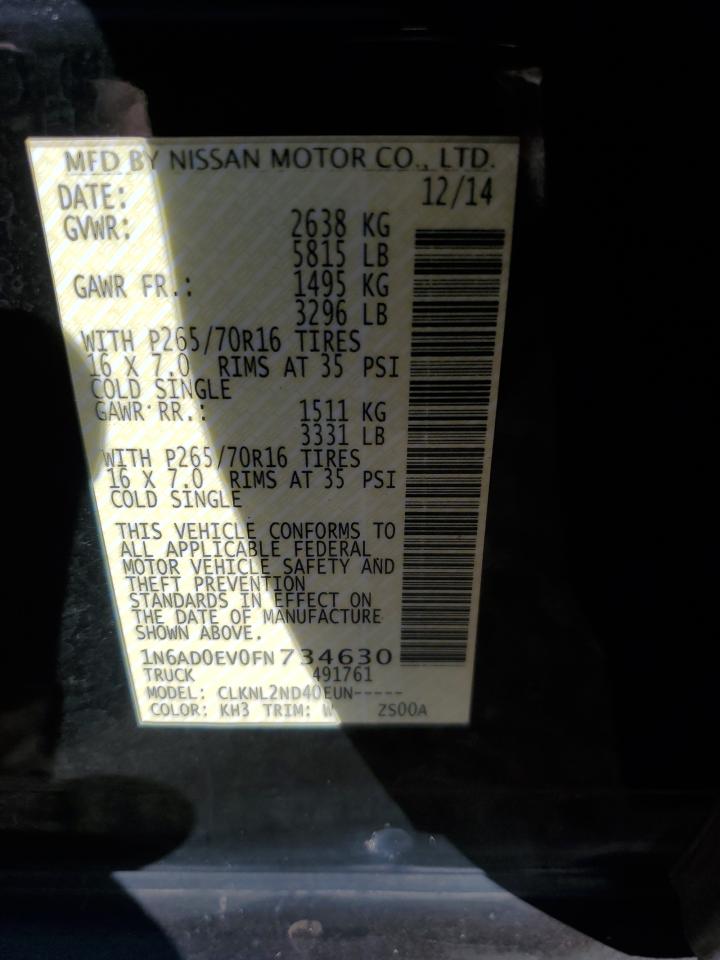 MFD BY NISSAN MOTOR CO., LTD.
DATE: 12/14
GVWR: 2638 KG
5815 LB
GAWR FR.: 1495 KG
3296 LB
WITH P265/70R16 TIRES
16 X 7.0 RIMS AT 35 PSI
COLD SINGLE
GAWR RR.: 1511 KG
3331 LB
WITH P265/70R16 TIRES
16 X 7.0 RIMS AT 35 PSI
COLD SINGLE
THIS VEHICLE CONFORMS TO
ALL APPLICABLE FEDERAL
MOTOR VEHICLE SAFETY AND
THEFT PREVENTION
STANDARDS IN EFFECT ON
THE DATE OF MANUFACTURE
SHOWN ABOVE.
1N6AD0EV0FN734630
TRUCK 491761
MODEL: CLKNL2ND40EUN-----
COLOR: KH3 TRIM: W ZS00A